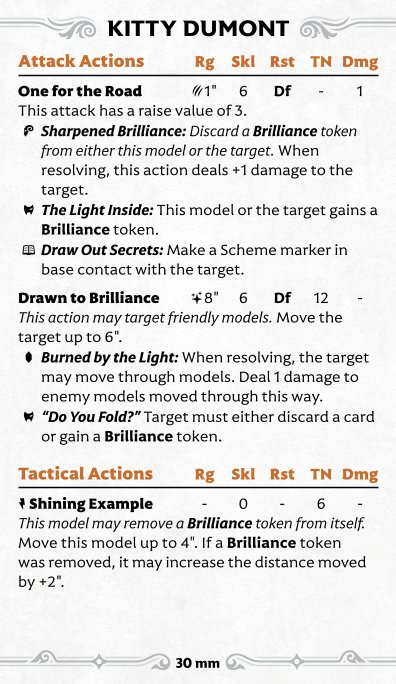 KITTY DUMONT
Attack Actions Rg Skl Rst TN Dmg
One for the Road 1" 6 Df - 1
This attack has a raise value of 3.
Sharpened Brilliance: Discard a Brilliance token
from either this model or the target. When
resolving, this action deals +1 damage to the
target.
The Light Inside: This model or the target gains a
Brilliance token.
Draw Out Secrets: Make a Scheme marker in
base contact with the target.
Drawn to Brilliance 8" 6 Df 12 -
This action may target friendly models. Move the
target up to 6".
Burned by the Light: When resolving, the target
may move through models. Deal 1 damage to
enemy models moved through this way.
“Do You Fold?” Target must either discard a card
or gain a Brilliance token.
Tactical Actions Rg Skl Rst TN Dmg
Shining Example - 0 - 6 -
This model may remove a Brilliance token from itself.
Move this model up to 4". If a Brilliance token
was removed, it may increase the distance moved
by +2".
30 mm